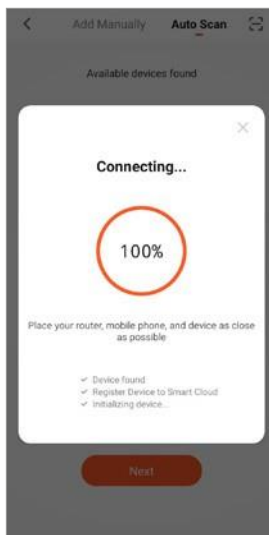 Add Manually Auto Scan
Available devices found
Connecting...
100%
Place your router, mobile phone, and device as close
as possible
✓ Device found
✓ Register Device to Smart Cloud
✓ Initializing device...
Next